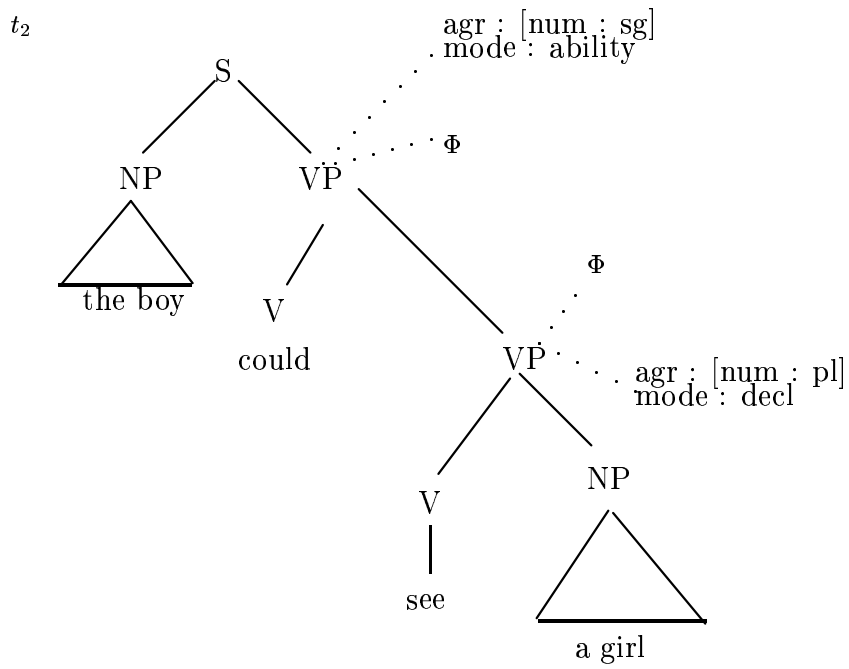 t₂
agr : [num : sg]
mode : ability
S
Φ
NP
VP
the boy
V
could
Φ
VP
agr : [num : pl]
mode : decl
V
NP
see
a girl